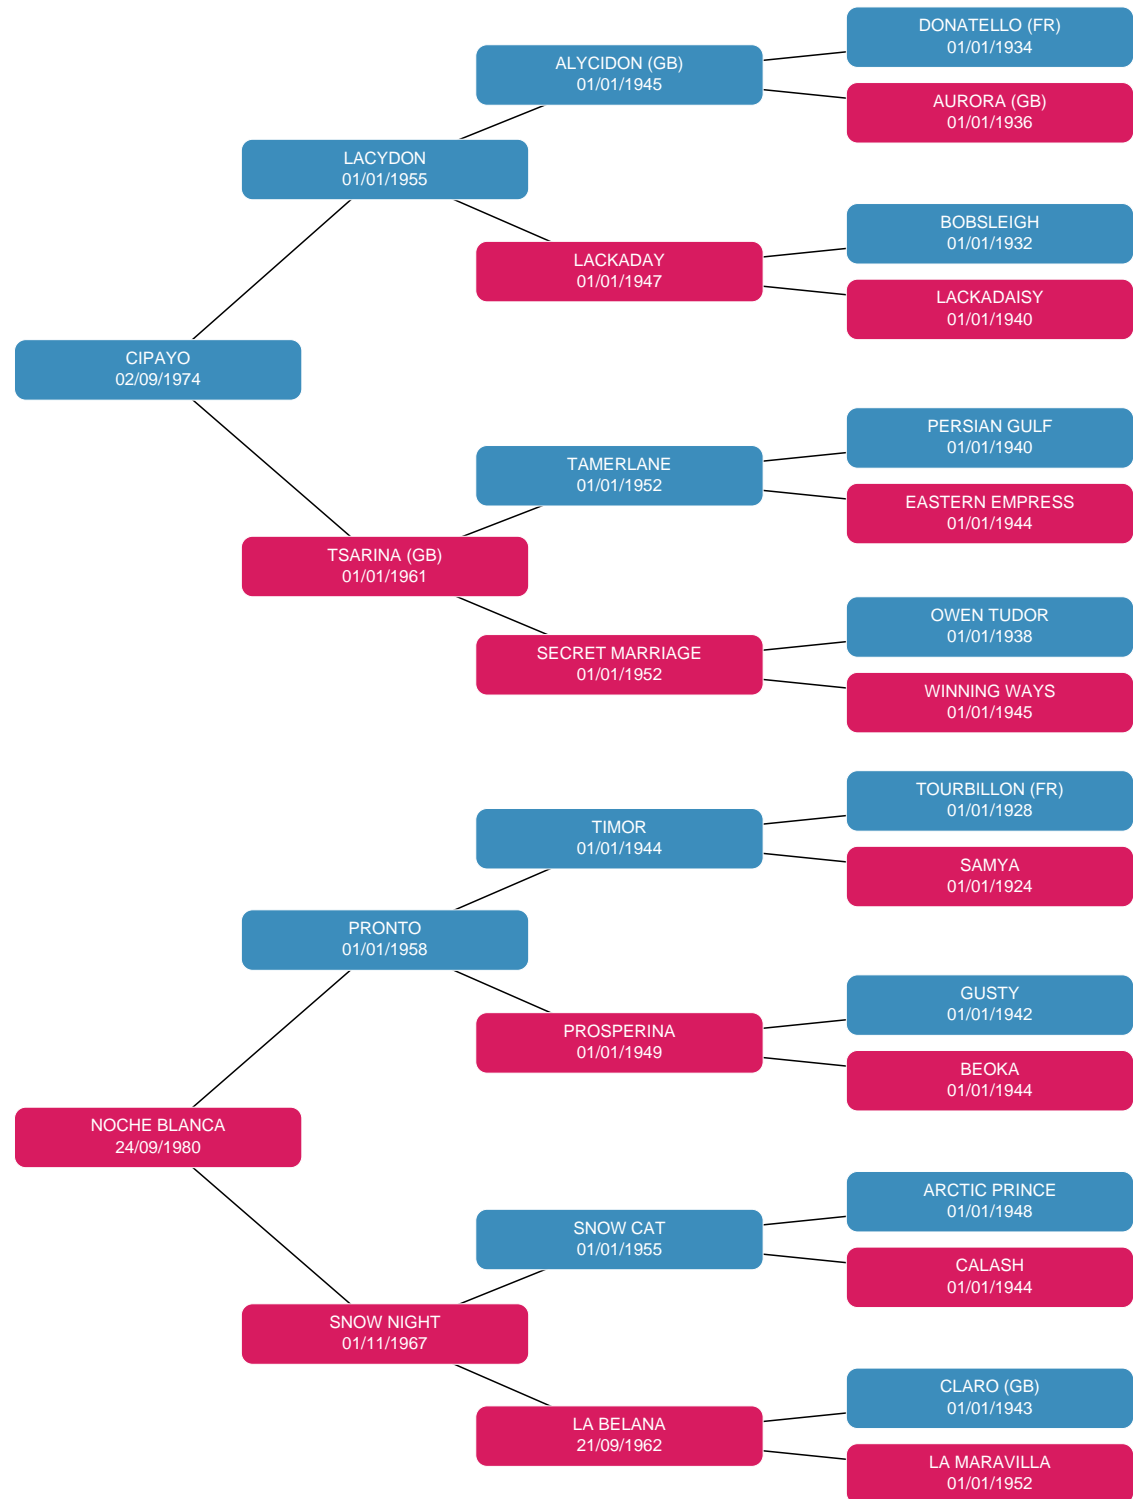 DONATELLO (FR)
01/01/1934
ALYCIDON (GB)
01/01/1945
AURORA (GB)
01/01/1936
LACYDON
01/01/1955
BOBSLEIGH
01/01/1932
LACKADAY
01/01/1947
LACKADAISY
01/01/1940
CIPAYO
02/09/1974
PERSIAN GULF
01/01/1940
TAMERLANE
01/01/1952
EASTERN EMPRESS
01/01/1944
TSARINA (GB)
01/01/1961
OWEN TUDOR
01/01/1938
SECRET MARRIAGE
01/01/1952
WINNING WAYS
01/01/1945
TOURBILLON (FR)
01/01/1928
TIMOR
01/01/1944
SAMYA
01/01/1924
PRONTO
01/01/1958
GUSTY
01/01/1942
PROSPERINA
01/01/1949
BEOKA
01/01/1944
NOCHE BLANCA
24/09/1980
ARCTIC PRINCE
01/01/1948
SNOW CAT
01/01/1955
CALASH
01/01/1944
SNOW NIGHT
01/11/1967
CLARO (GB)
01/01/1943
LA BELANA
21/09/1962
LA MARAVILLA
01/01/1952